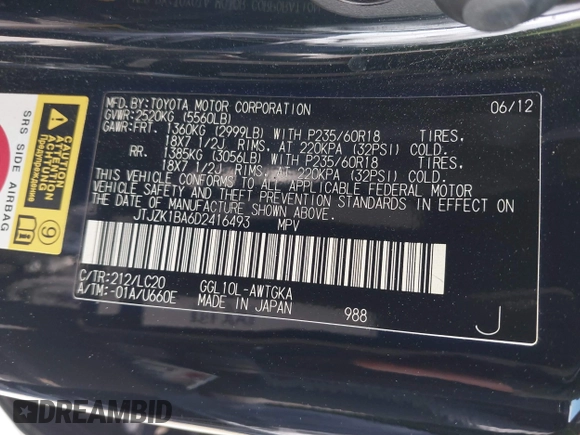 MFD.BY:TOYOTA MOTOR CORPORATION 06/12
GVWR:2520KG (5560LB)
GAWR:FRT. 1360KG (2999LB) WITH P235/60R18 TIRES,
18X7 1/2J RIMS, AT 220KPA (32PSI) COLD.
RR. 1385KG (3056LB) WITH P235/60R18 TIRES,
18X7 1/2J RIMS, AT 220KPA (32PSI) COLD.
THIS VEHICLE CONFORMS TO ALL APPLICABLE FEDERAL MOTOR
VEHICLE SAFETY AND THEFT PREVENTION STANDARDS IN EFFECT ON
THE DATE OF MANUFACTURE SHOWN ABOVE.
JTJZK1BA6D2416493 MPV
C/TR:212/LC20 GGL10L-AWTGKA
A/TM:-01A/U660E MADE IN JAPAN 988 J
SRS SIDE AIRBAG
CAUTION
ATTENTION
ACHTUNG
Предупреждение
9
DREAMBID